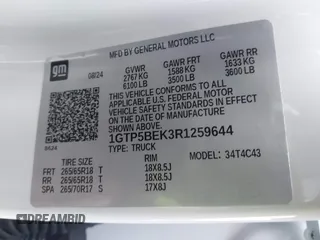 gm
08/24
MFD BY GENERAL MOTORS LLC
GVWR GAWR FRT GAWR RR
2767 KG 1588 KG 1633 KG
6100 LB 3500 LB 3600 LB
THIS VEHICLE CONFORMS TO ALL APPLICABLE
U.S. FEDERAL MOTOR VEHICLE SAFETY
STANDARDS IN EFFECT ON THE DATE OF
MANUFACTURE SHOWN ABOVE.
1GTP5BEK3R1259644
TYPE: TRUCK MODEL: 34T4C43
TIRE SIZE RIM
FRT 265/65R18 T 18X8.5J
RR 265/65R18 T 18X8.5J
SPA 265/70R17 S 17X8J
DREAMBID